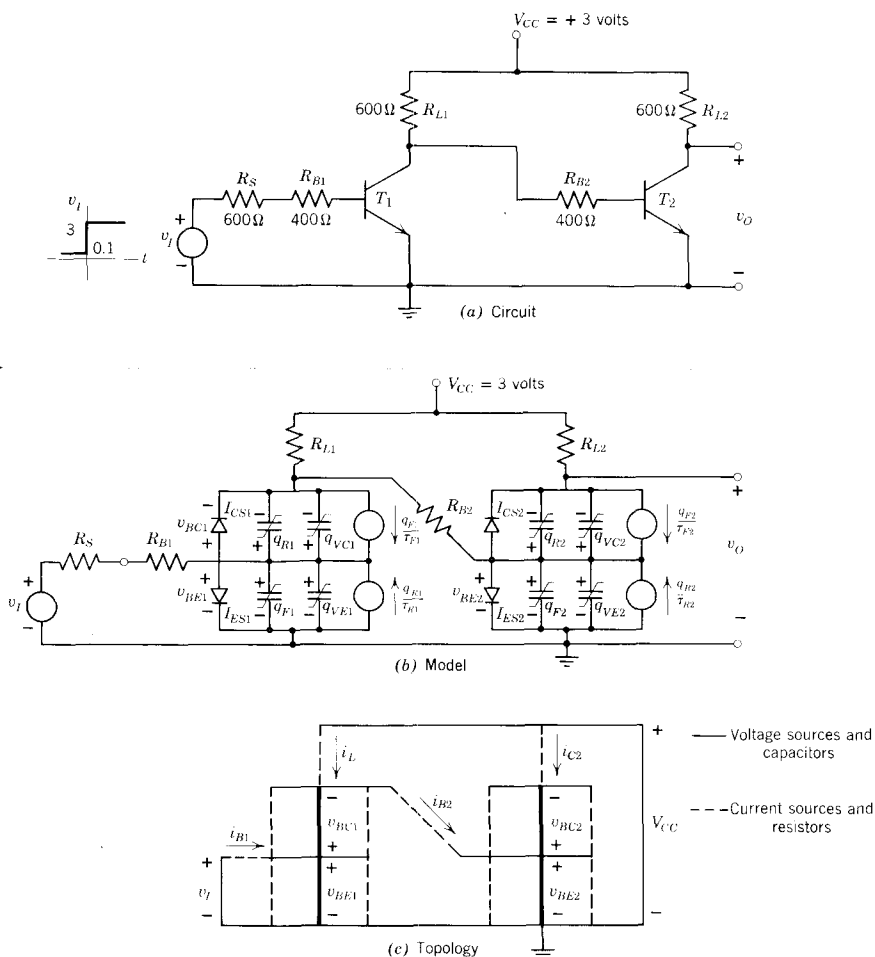 V_CC = + 3 volts
600Ω R_L1
600Ω R_L2
R_S R_B1
T_1
R_B2
T_2
v_I
3
0.1
t
v_I
600Ω 400Ω
400Ω
+
−
+
v_O
−
(a) Circuit
V_CC = 3 volts
R_L1
R_L2
R_B2
R_S R_B1
v_I
+
−
v_BC1
I_CS1
q_R1
q_VC1
q_F1/τ_F1
v_BE1
I_ES1
q_F1
q_VE1
q_R1/τ_R1
I_CS2
q_R2
q_VC2
q_F2/τ_F2
v_BE2
I_ES2
q_F2
q_VE2
q_R2/τ_R2
+
v_O
−
(b) Model
i_L
i_C2
i_B1
i_B2
v_BC1
v_BE1
v_BC2
v_BE2
+
v_I
−
+
V_CC
−
Voltage sources and
capacitors
Current sources and
resistors
(c) Topology